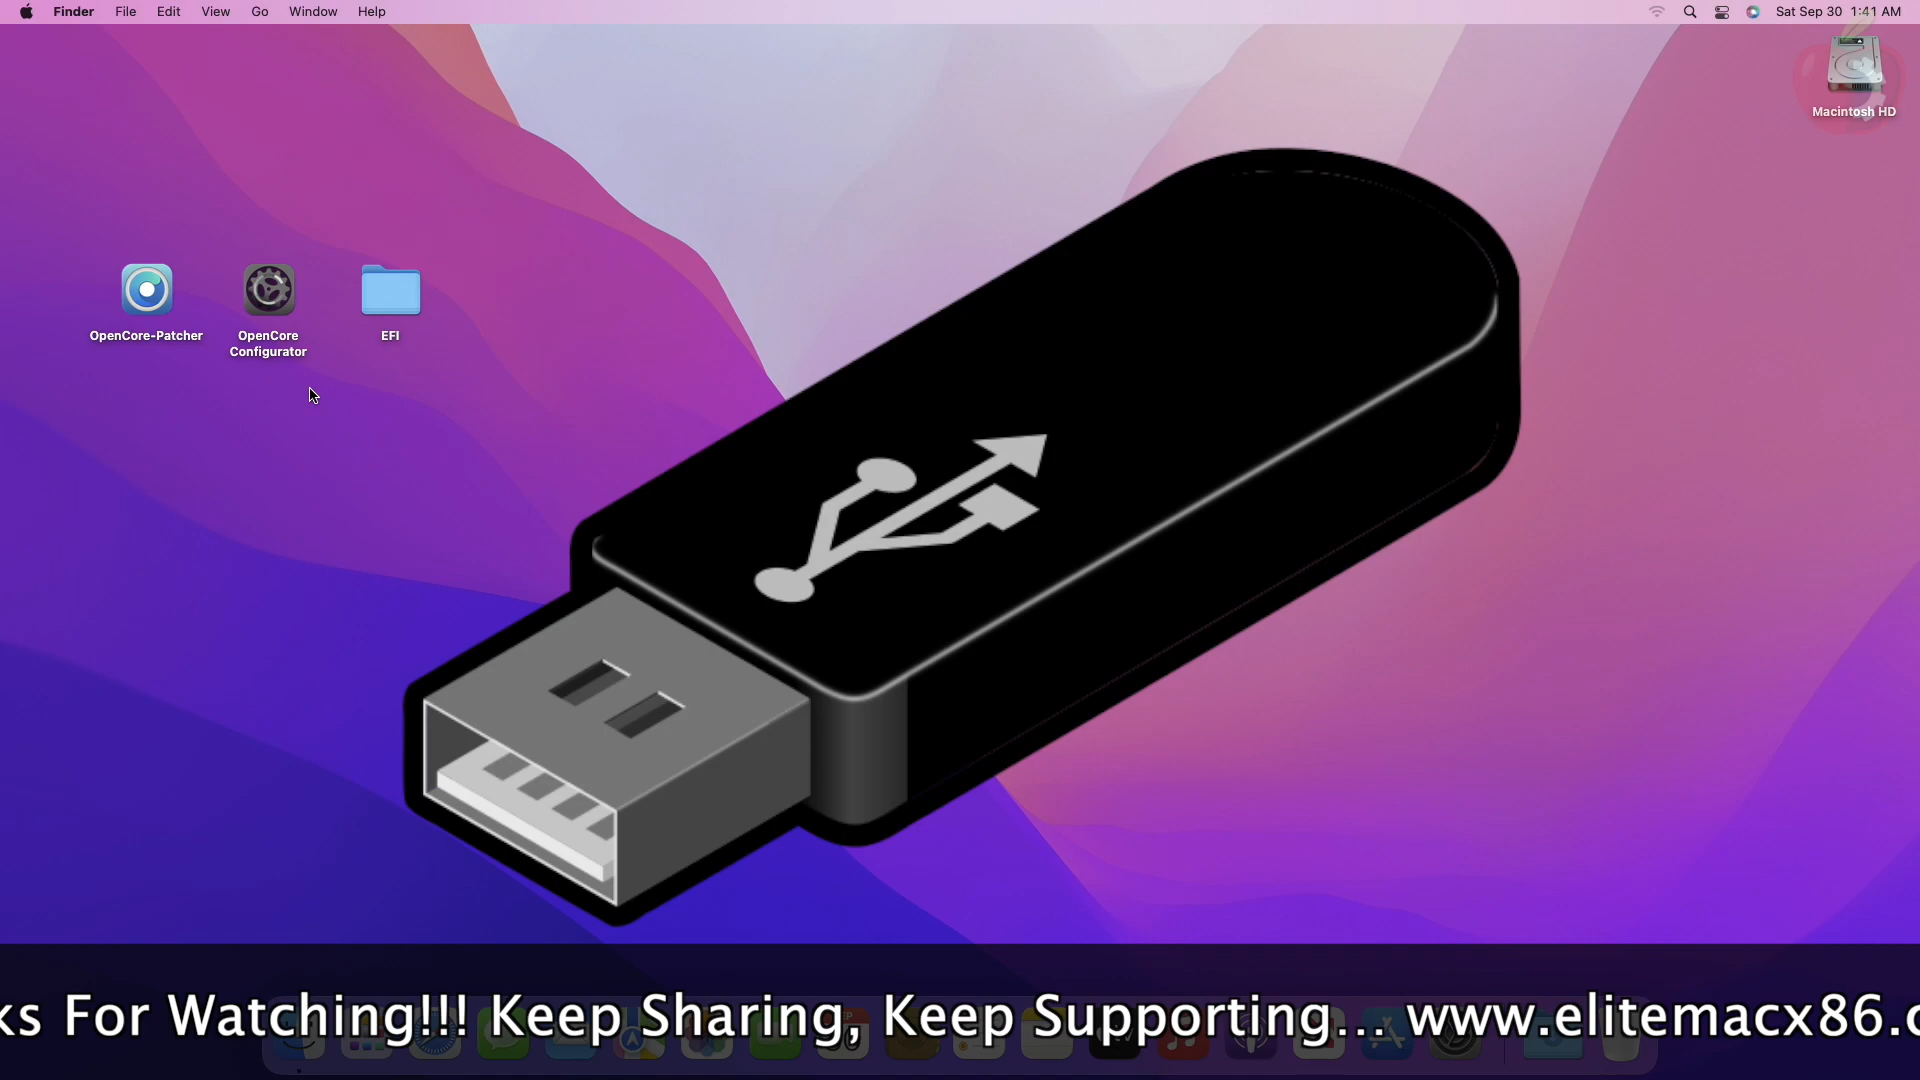 Finder File Edit View Go Window Help Sat Sep 30 1:41 AM
Macintosh HD
OpenCore-Patcher
OpenCore
Configurator
EFI
ks For Watching!!! Keep Sharing, Keep Supporting... www.elitemacx86.c